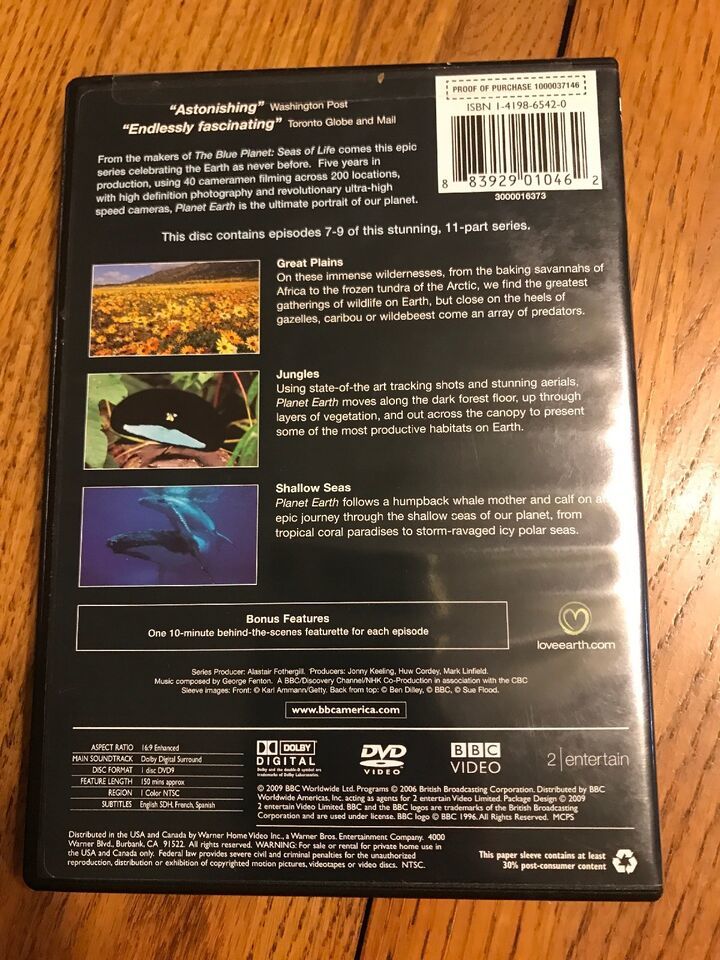 "Astonishing" Washington Post
"Endlessly fascinating" Toronto Globe and Mail
From the makers of The Blue Planet: Seas of Life comes this epic
series celebrating the Earth as never before. Five years in
production, using 40 cameramen filming across 200 locations,
with high definition photography and revolutionary ultra-high
speed cameras, Planet Earth is the ultimate portrait of our planet.
PROOF OF PURCHASE 1000037146
ISBN 1-4198-6542-0
8 83929 01046 2
3000016373
This disc contains episodes 7-9 of this stunning, 11-part series.
Great Plains
On these immense wildernesses, from the baking savannahs of
Africa to the frozen tundra of the Arctic, we find the greatest
gatherings of wildlife on Earth, but close on the heels of
gazelles, caribou or wildebeest come an array of predators.
Jungles
Using state-of-the art tracking shots and stunning aerials,
Planet Earth moves along the dark forest floor, up through
layers of vegetation, and out across the canopy to present
some of the most productive habitats on Earth.
Shallow Seas
Planet Earth follows a humpback whale mother and calf on an
epic journey through the shallow seas of our planet, from
tropical coral paradises to storm-ravaged icy polar seas.
Bonus Features
One 10-minute behind-the-scenes featurette for each episode
loveearth.com
Series Producer: Alastair Fothergill. Producers: Jonny Keeling, Huw Cordey, Mark Linfield.
Music composed by George Fenton. A BBC/Discovery Channel/NHK Co-Production in association with the CBC
Sleeve images: Front: © Karl Ammann/Getty. Back from top: © Ben Dilley, © BBC, © Sue Flood.
www.bbcamerica.com
ASPECT RATIO 16:9 Enhanced
MAIN SOUNDTRACK Dolby Digital Surround
DISC FORMAT 1 disc DVD9
FEATURE LENGTH 150 mins approx
REGION 1 Color NTSC
SUBTITLES English SDH, French, Spanish
DOLBY
DIGITAL
Dolby and the double-D symbol are
trademarks of Dolby Laboratories.
DVD
VIDEO
BBC
VIDEO
2 | entertain
© 2009 BBC Worldwide Ltd. Programs © 2006 British Broadcasting Corporation. Distributed by BBC
Worldwide Americas, Inc. acting as agents for 2 entertain Video Limited. Package Design © 2009
2 entertain Video Limited. BBC and the BBC logos are trademarks of the British Broadcasting
Corporation and are used under license. BBC logo © BBC 1996. All Rights Reserved. MCPS
Distributed in the USA and Canada by Warner Home Video Inc., a Warner Bros. Entertainment Company. 4000
Warner Blvd., Burbank, CA 91522. All rights reserved. WARNING: For sale or rental for private home use in
the USA and Canada only. Federal law provides severe civil and criminal penalties for the unauthorized
reproduction, distribution or exhibition of copyrighted motion pictures, videotapes or video discs. NTSC.
This paper sleeve contains at least
30% post-consumer content